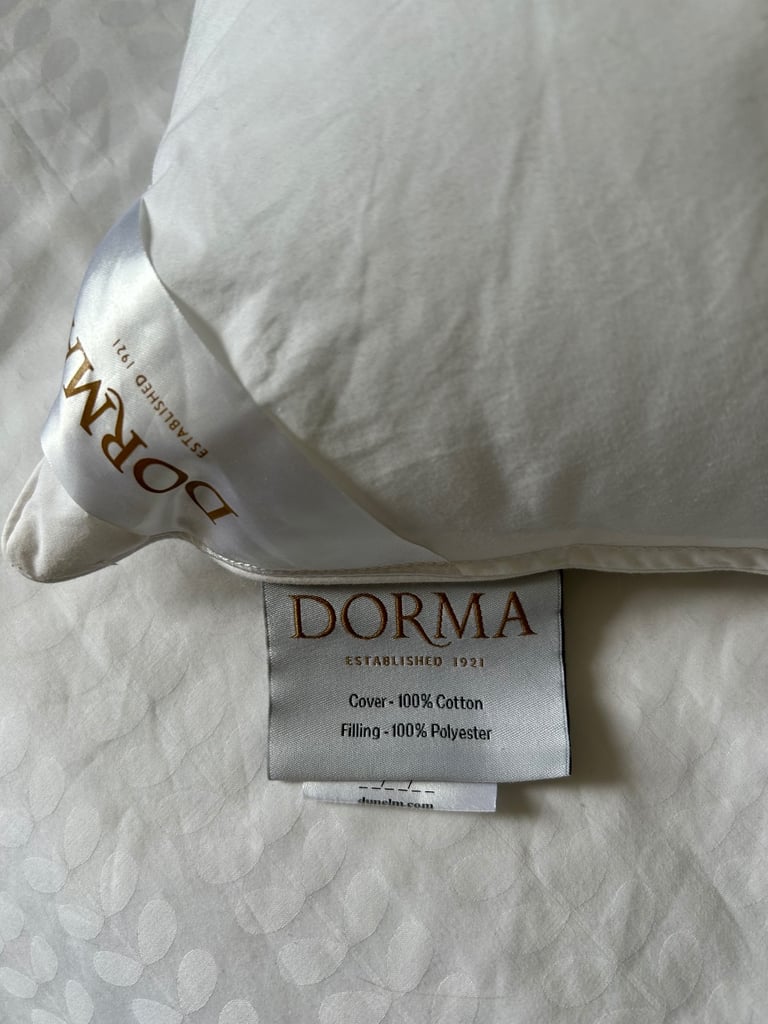 DORMA
ESTABLISHED 1921
DORMA
ESTABLISHED 1921
Cover - 100% Cotton
Filling - 100% Polyester
dunelm.com